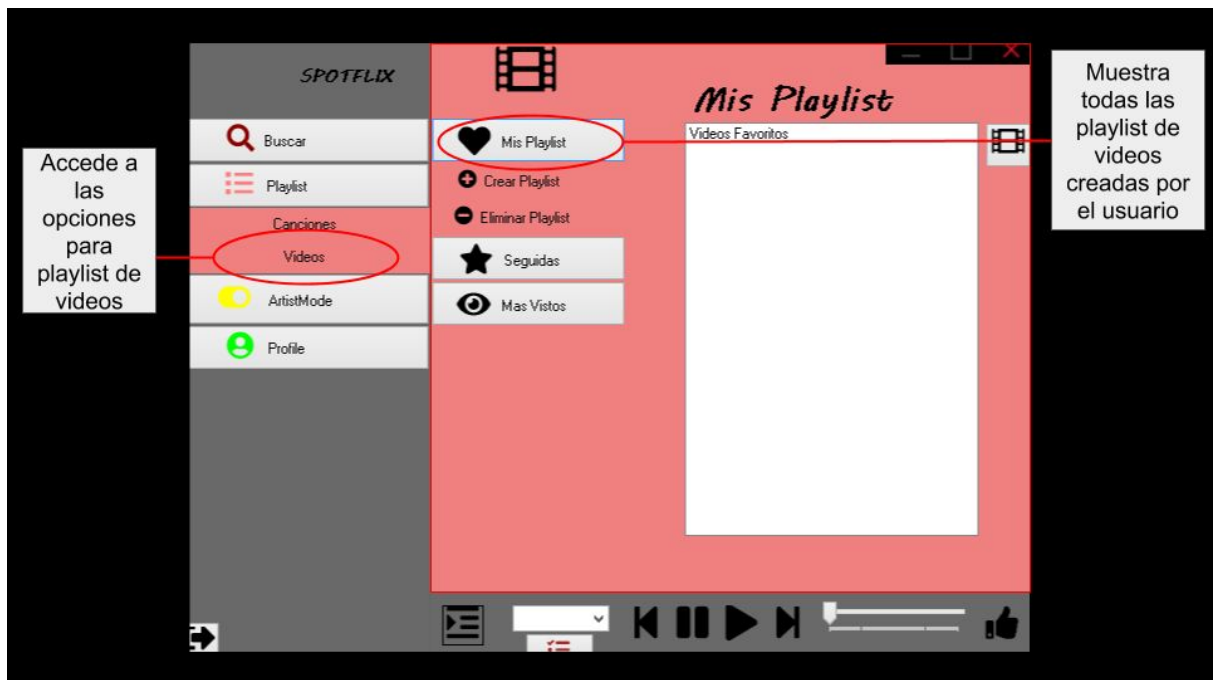 SPOTFLIX
Buscar
Playlist
Canciones
Videos
ArtistMode
Profile
Mis Playlist
Crear Playlist
Eliminar Playlist
Seguidas
Mas Vistos
Mis Playlist
Videos Favoritos
Accede a
las
opciones
para
playlist de
videos
Muestra
todas las
playlist de
videos
creadas por
el usuario